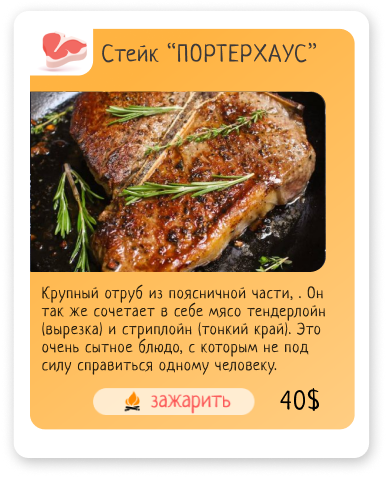 Стейк “ПОРТЕРХАУС”
Крупный отруб из поясничной части, . Он
так же сочетает в себе мясо тендерлойн
(вырезка) и стриплойн (тонкий край). Это
очень сытное блюдо, с которым не под
силу справиться одному человеку.
зажарить 40$